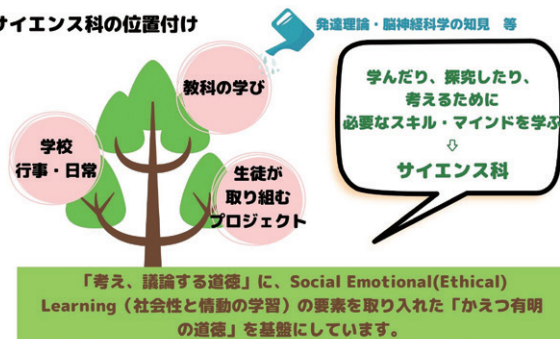 サイエンス科の位置付け
発達理論・脳神経科学の知見 等
教科の学び
学校
行事・日常
生徒が
取り組む
プロジェクト
学んだり、探究したり、
考えるために
必要なスキル・マインドを学ぶ
⇩
サイエンス科
「考え、議論する道徳」に、Social Emotional(Ethical)
Learning（社会性と情動の学習）の要素を取り入れた「かえつ有明
の道徳」を基盤にしています。